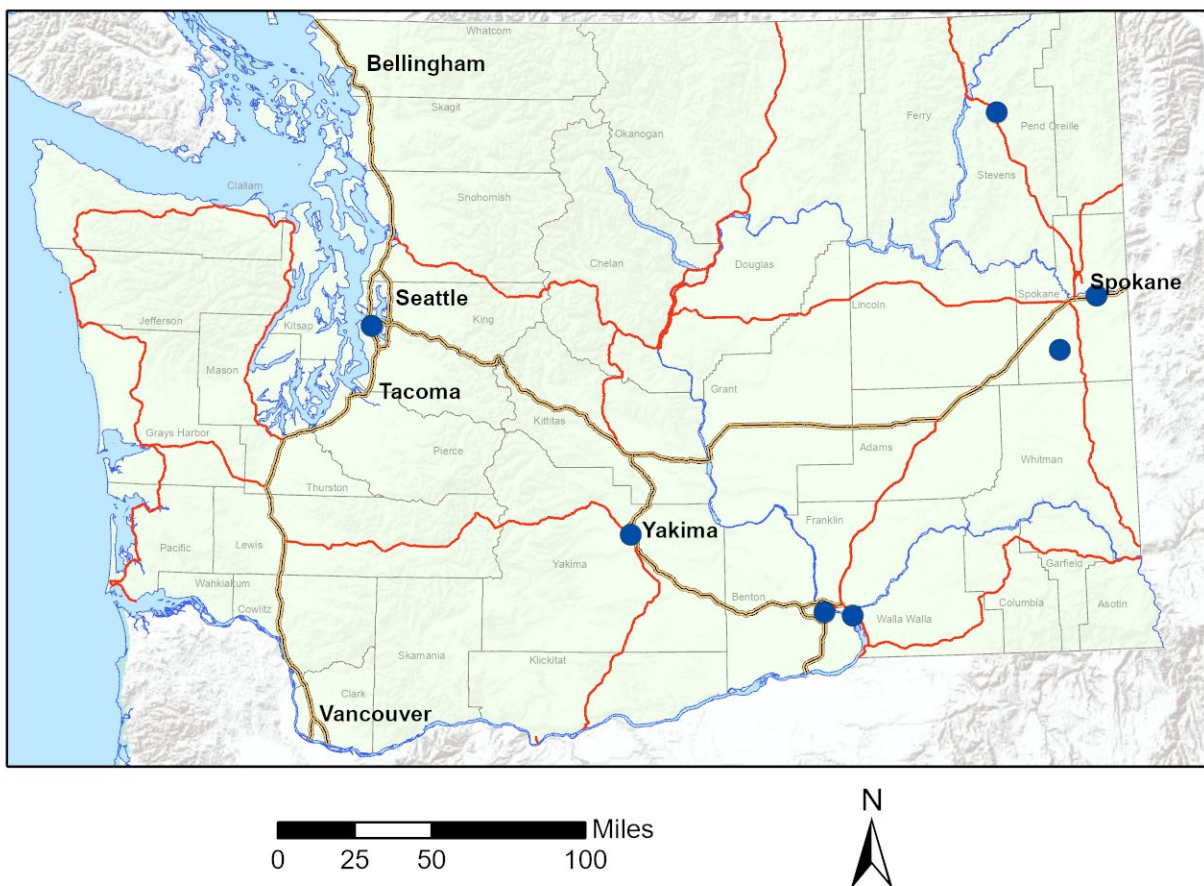 Whatcom
Bellingham
Skagit
Okanogan
Ferry
Pend Oreille
Stevens
Clallam
Snohomish
Chelan
Douglas
Seattle
King
Lincoln
Spokane
Spokane
Jefferson
Kitsap
Mason
Tacoma
Grant
Kittitas
Grays Harbor
Pierce
Adams
Whitman
Thurston
Franklin
Yakima
Pacific
Lewis
Yakima
Wahkiakum
Cowlitz
Benton
Walla Walla
Columbia
Garfield
Asotin
Skamania
Klickitat
Clark
Vancouver
Miles
0 25 50 100
N